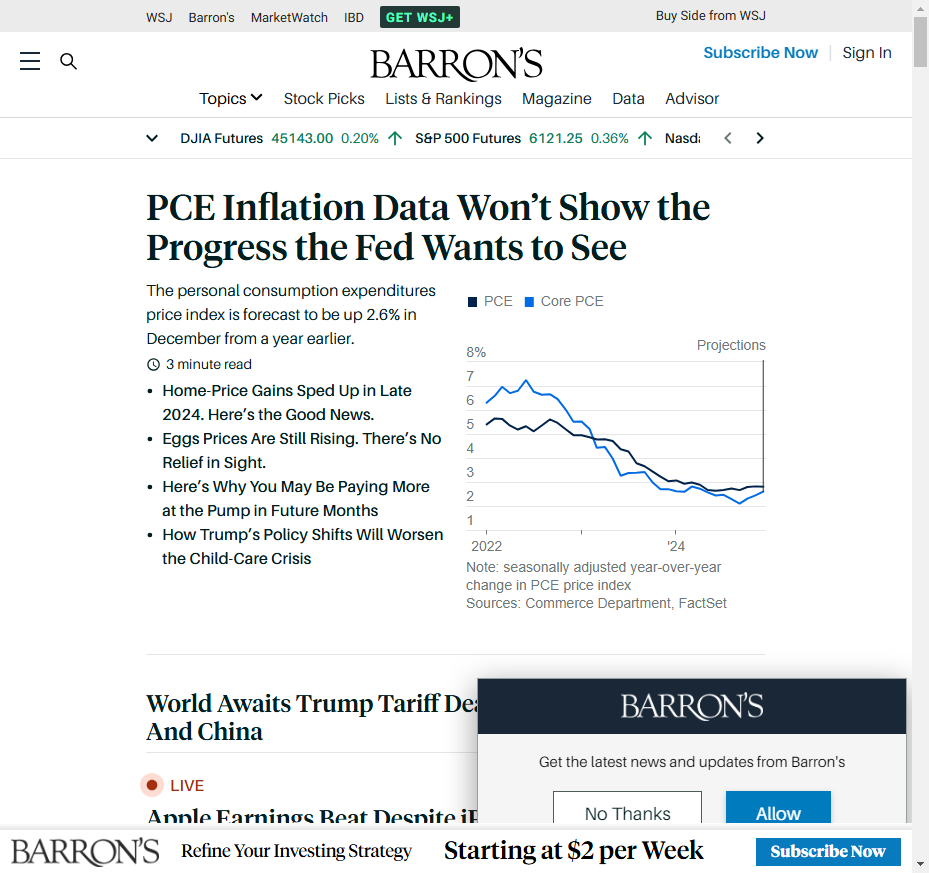 WSJ Barron's MarketWatch IBD GET WSJ+ Buy Side from WSJ
BARRON'S
Subscribe Now Sign In
Topics Stock Picks Lists & Rankings Magazine Data Advisor
DJIA Futures 45143.00 0.20% S&P 500 Futures 6121.25 0.36%
PCE Inflation Data Won't Show the
Progress the Fed Wants to See
The personal consumption expenditures
price index is forecast to be up 2.6% in
December from a year earlier.
3 minute read
• Home-Price Gains Sped Up in Late
2024. Here's the Good News.
• Eggs Prices Are Still Rising. There's No
Relief in Sight.
• Here's Why You May Be Paying More
at the Pump in Future Months
• How Trump's Policy Shifts Will Worsen
the Child-Care Crisis
PCE Core PCE
Projections
8%
7
6
5
4
3
2
1
2022 '24
Note: seasonally adjusted year-over-year
change in PCE price index
Sources: Commerce Department, FactSet
World Awaits Trump Tariff
And China
LIVE
Apple Earnings Beat Despite
BARRON'S
Get the latest news and updates from Barron's
No Thanks Allow
BARRON'S Refine Your Investing Strategy Starting at $2 per Week Subscribe Now